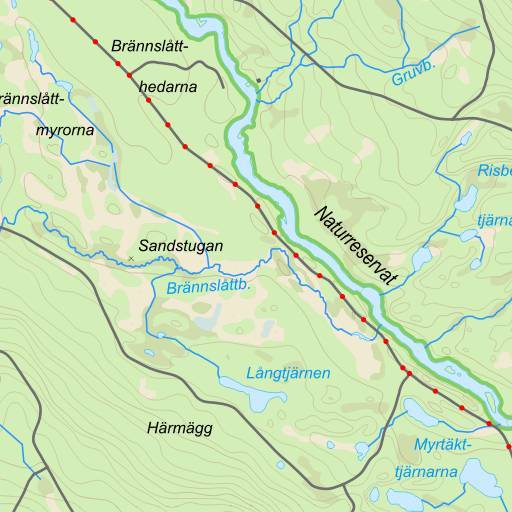 Brännslått-
hedarna
Gruvb.
rännslått-
myrorna
Risbe
tjärna
Naturreservat
Sandstugan
Brännslåttb.
Långtjärnen
Härmägg
Myrtäkt-
tjärnarna